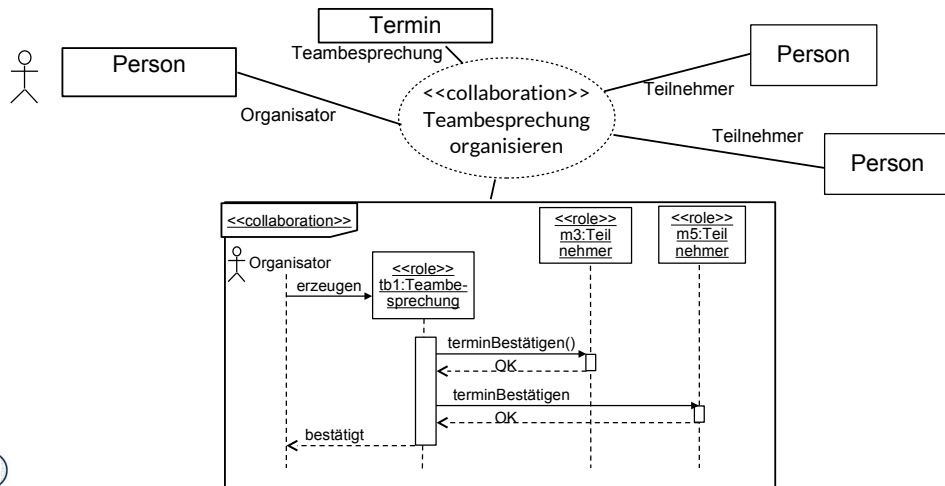 Termin
Teambesprechung
Person
Person
Organisator
<<collaboration>>
Teambesprechung
organisieren
Teilnehmer
Teilnehmer
Person
<<collaboration>>
<<role>>
m3:Teil
nehmer
<<role>>
m5:Teil
nehmer
Organisator
<<role>>
tb1:Teambe-
sprechung
erzeugen
terminBestätigen()
OK
terminBestätigen
OK
bestätigt